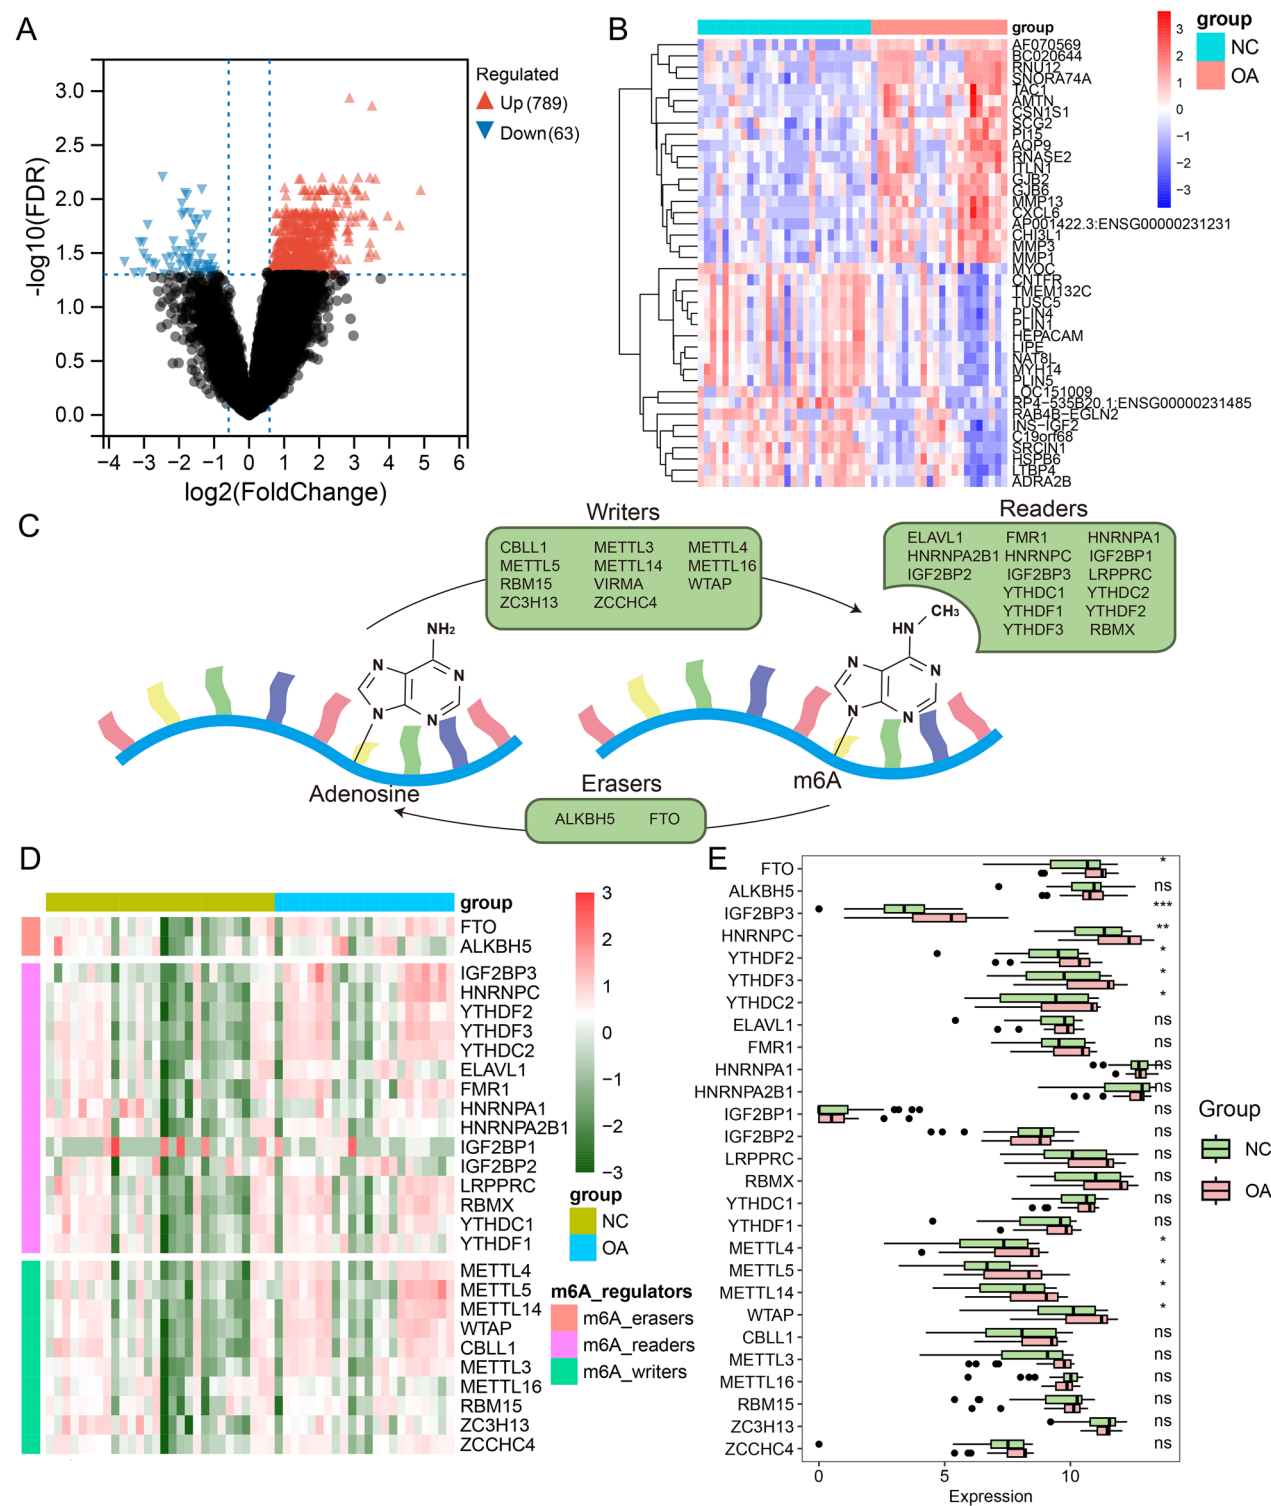 A
Regulated
Up (789)
Down (63)
-log10(FDR)
3.0
2.5
2.0
1.5
1.0
0.5
0.0
−4 −3 −2 −1 0 1 2 3 4 5 6
log2(FoldChange)
B
group
AF070569
BC020644
RNU12
SNORA74A
TAC1
AMTN
CSN1S1
SCG2
PI15
AQP9
RNASE2
ITLN1
GJB2
GJB6
MMP13
CXCL6
AP001422.3:ENSG00000231231
CHI3L1
MMP3
MMP1
MYOC
CNTFR
TMEM132C
TUSC5
PLIN4
PLIN1
HEPACAM
LIPE
NAT8L
MYH14
PLIN5
LOC151009
RP4−535B20.1:ENSG00000231485
RAB4B−EGLN2
INS−IGF2
C19orf68
SRCIN1
HSPB6
LTBP4
ADRA2B
3
2
1
0
−1
−2
−3
group
NC
OA
C
Writers
CBLL1 METTL3 METTL4
METTL5 METTL14 METTL16
RBM15 VIRMA WTAP
ZC3H13 ZCCHC4
Readers
ELAVL1 FMR1 HNRNPA1
HNRNPA2B1 HNRNPC IGF2BP1
IGF2BP2 IGF2BP3 LRPPRC
YTHDC1 YTHDC2
YTHDF1 YTHDF2
YTHDF3 RBMX
NH2
N N
N N
Adenosine
CH3
HN
N N
N N
m6A
Erasers
ALKBH5 FTO
D
group
FTO
ALKBH5
IGF2BP3
HNRNPC
YTHDF2
YTHDF3
YTHDC2
ELAVL1
FMR1
HNRNPA1
HNRNPA2B1
IGF2BP1
IGF2BP2
LRPPRC
RBMX
YTHDC1
YTHDF1
METTL4
METTL5
METTL14
WTAP
CBLL1
METTL3
METTL16
RBM15
ZC3H13
ZCCHC4
3
2
1
0
−1
−2
−3
group
NC
OA
m6A_regulators
m6A_erasers
m6A_readers
m6A_writers
E
FTO *
ALKBH5 ns
IGF2BP3 ***
HNRNPC **
YTHDF2 *
YTHDF3 *
YTHDC2 *
ELAVL1 ns
FMR1 ns
HNRNPA1 ns
HNRNPA2B1 ns
IGF2BP1 ns
IGF2BP2 ns
LRPPRC ns
RBMX ns
YTHDC1 ns
YTHDF1 ns
METTL4 *
METTL5 *
METTL14 *
WTAP *
CBLL1 ns
METTL3 ns
METTL16 ns
RBM15 ns
ZC3H13 ns
ZCCHC4 ns
0 5 10
Expression
Group
NC
OA